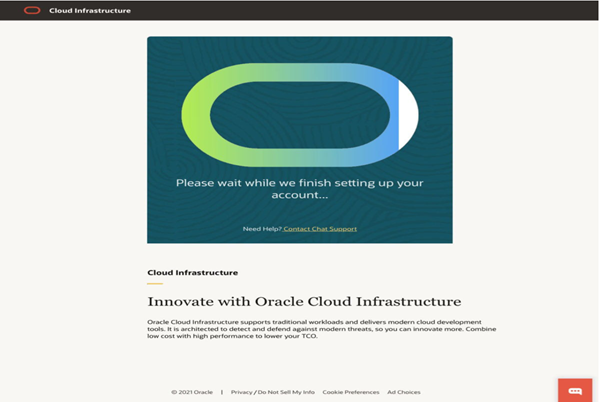 Cloud Infrastructure
Please wait while we finish setting up your
account...
Need Help? Contact Chat Support
Cloud Infrastructure
Innovate with Oracle Cloud Infrastructure
Oracle Cloud Infrastructure supports traditional workloads and delivers modern cloud development
tools. It is architected to detect and defend against modern threats, so you can innovate more. Combine
low cost with high performance to lower your TCO.
© 2021 Oracle | Privacy / Do Not Sell My Info Cookie Preferences Ad Choices